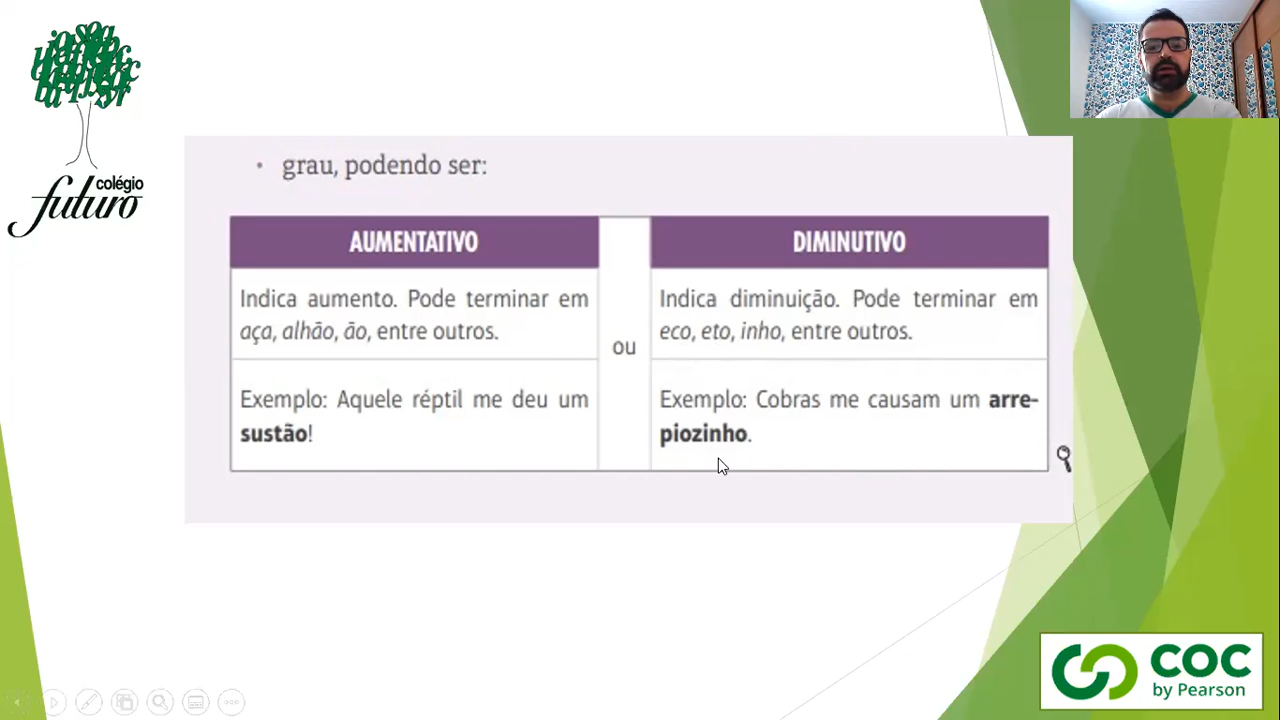 colégio
futuro
• grau, podendo ser:
AUMENTATIVO
Indica aumento. Pode terminar em
aça, alhão, ão, entre outros.
Exemplo: Aquele réptil me deu um
sustão!
ou
DIMINUTIVO
Indica diminuição. Pode terminar em
eco, eto, inho, entre outros.
Exemplo: Cobras me causam um arre-
piozinho.
COC
by Pearson